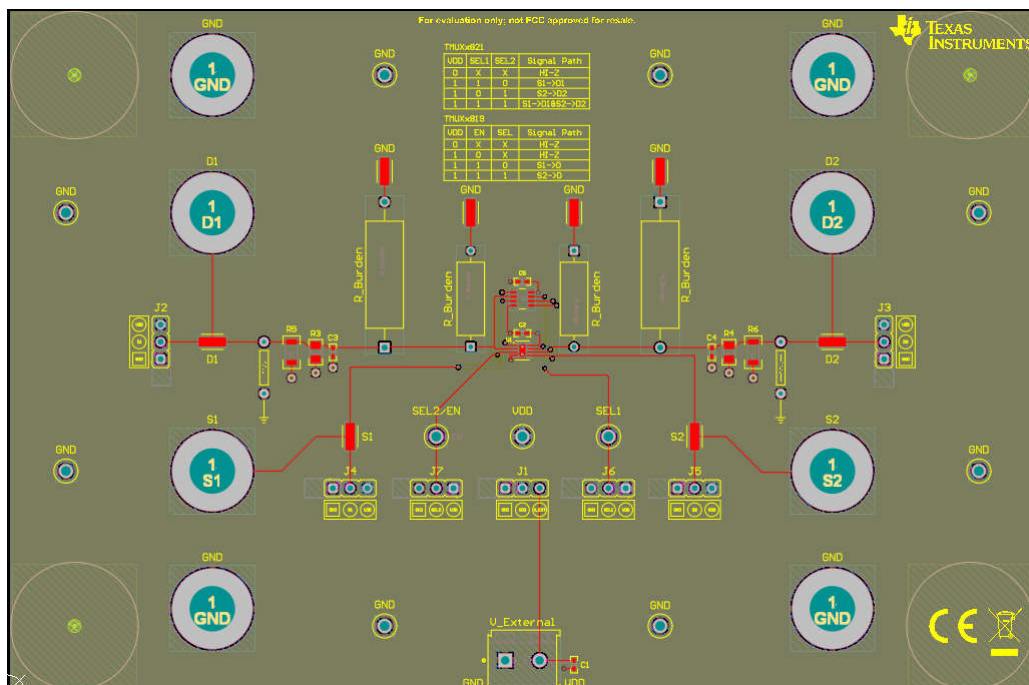 For evaluation only; not FCC approved for resale.
TEXAS
INSTRUMENTS
GND
GND
GND
GND
1
GND
1
GND
TMUXx821
VDD SEL1 SEL2 Signal Path
0 X X HI-Z
1 1 0 S1->D1
1 0 1 S2->D2
1 1 1 S1->D1&S2->D2
TMUXx819
VDD EN SEL Signal Path
0 X X HI-Z
1 0 X HI-Z
1 1 0 S1->D
1 1 1 S2->D
GND
GND
D1
D2
GND
GND
GND
GND
1
D1
1
D2
R_Burden
R_Burden
R_Burden
R_Burden
J2
J3
R5
R3
R4
R6
C4
D1
D2
S1
SEL2/EN
VDD
SEL1
S2
GND
GND
S1
S2
1
S1
1
S2
J4
J7
J1
J6
J5
GND
GND
GND
GND
1
GND
1
GND
V_External
C1
GND
VDD
CE